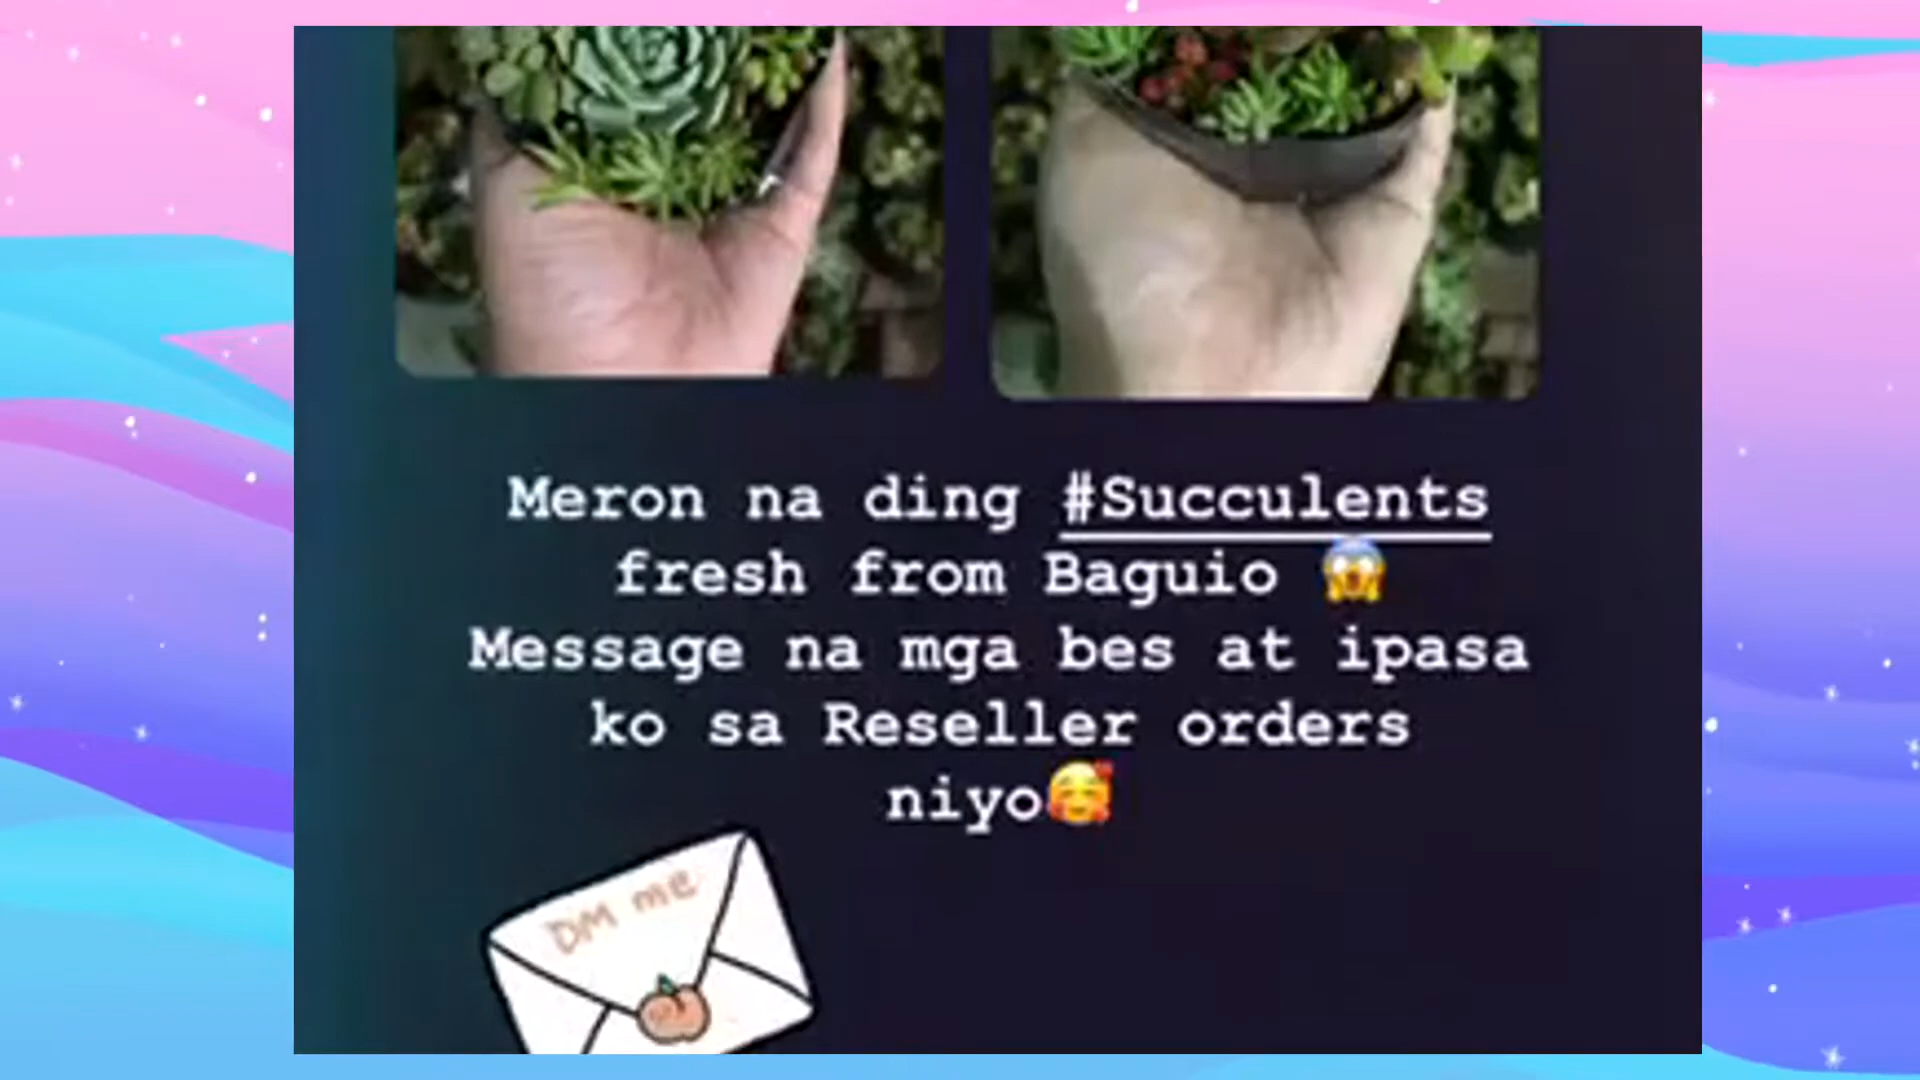 Meron na ding #Succulents
fresh from Baguio 😱
Message na mga bes at ipasa
ko sa Reseller orders
niyo🥰
DM me